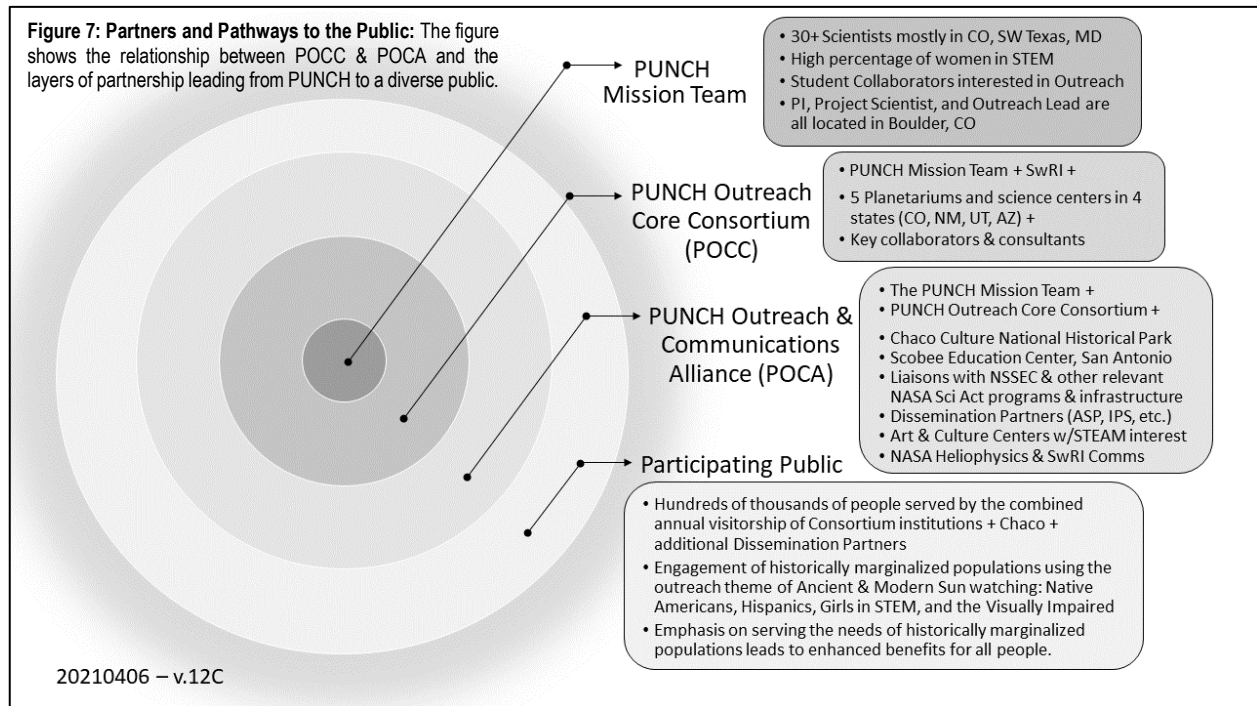 Figure 7: Partners and Pathways to the Public: The figure
shows the relationship between POCC & POCA and the
layers of partnership leading from PUNCH to a diverse public.
PUNCH
Mission Team
• 30+ Scientists mostly in CO, SW Texas, MD
• High percentage of women in STEM
• Student Collaborators interested in Outreach
• PI, Project Scientist, and Outreach Lead are
all located in Boulder, CO
PUNCH Outreach
Core Consortium
(POCC)
• PUNCH Mission Team + SwRI +
• 5 Planetariums and science centers in 4
states (CO, NM, UT, AZ) +
• Key collaborators & consultants
PUNCH Outreach &
Communications
Alliance (POCA)
• The PUNCH Mission Team +
• PUNCH Outreach Core Consortium +
• Chaco Culture National Historical Park
• Scobee Education Center, San Antonio
• Liaisons with NSSEC & other relevant
NASA Sci Act programs & infrastructure
• Dissemination Partners (ASP, IPS, etc.)
• Art & Culture Centers w/STEAM interest
• NASA Heliophysics & SwRI Comms
Participating Public
• Hundreds of thousands of people served by the combined
annual visitorship of Consortium institutions + Chaco +
additional Dissemination Partners
• Engagement of historically marginalized populations using the
outreach theme of Ancient & Modern Sun watching: Native
Americans, Hispanics, Girls in STEM, and the Visually Impaired
• Emphasis on serving the needs of historically marginalized
populations leads to enhanced benefits for all people.
20210406 – v.12C